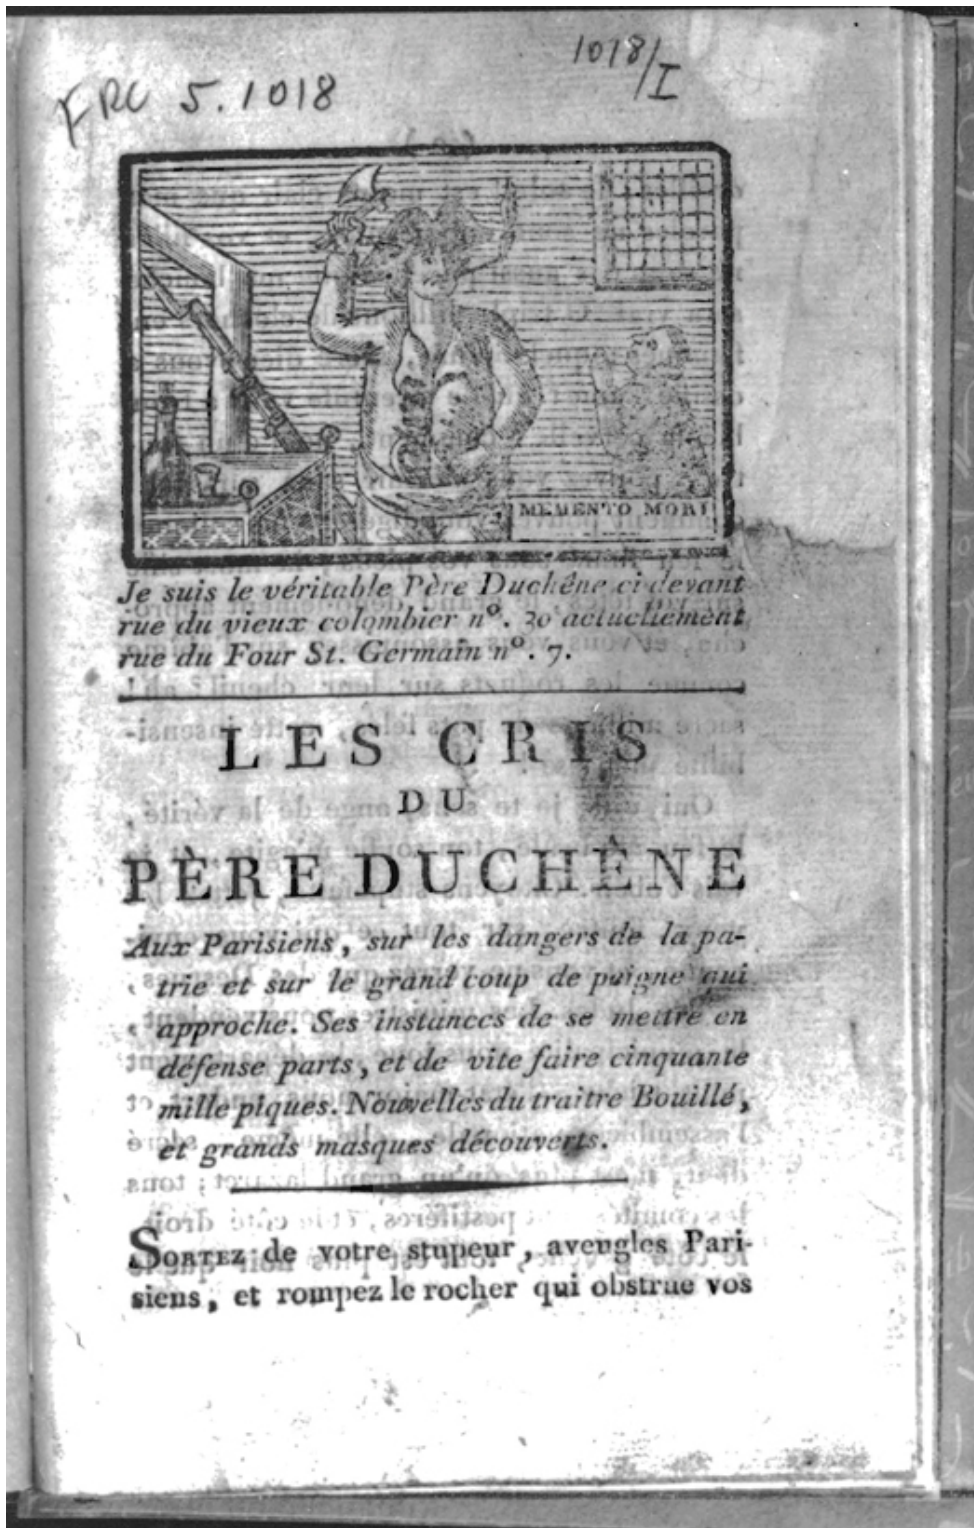 FRC 5.1018
1018/I
MEMENTO MORI
Je suis le véritable Père Duchêne ci devant
rue du vieux colombier n°. 30 actuellement
rue du Four St. Germain n°. 7.
LES CRIS
DU
PÈRE DUCHÊNE
Aux Parisiens, sur les dangers de la pa-
trie et sur le grand coup de poigne qui
approche. Ses instances de se mettre en
défense parts, et de vite faire cinquante
mille piques. Nouvelles du traitre Bouillé,
et grands masques découverts.
SORTEZ de votre stupeur, aveugles Pari-
siens, et rompez le rocher qui obstrue vos